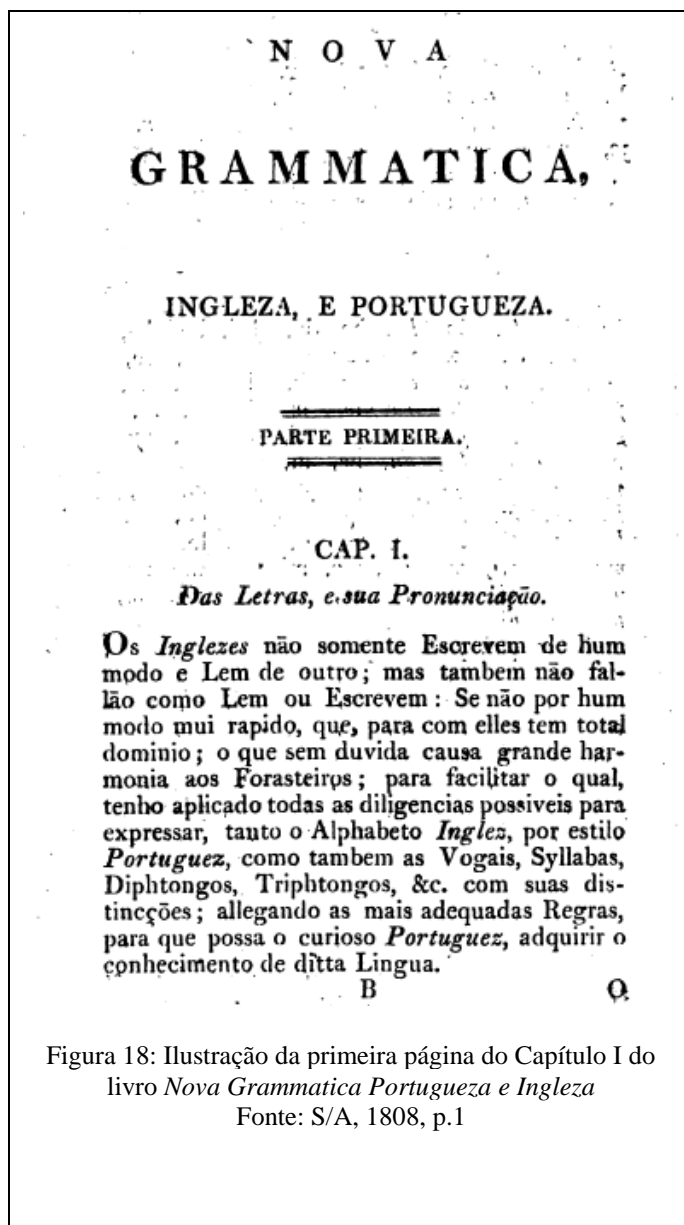 N O V A
GRAMMATICA,
INGLEZA, E PORTUGUEZA.
PARTE PRIMEIRA.
CAP. I.
Das Letras, e sua Pronunciação.
Os Inglezes não somente Escrevem de hum
modo e Lem de outro; mas tambem não fal-
lão como Lem ou Escrevem: Se não por hum
modo mui rapido, que, para com elles tem total
dominio; o que sem duvida causa grande har-
monia aos Forasteiros; para facilitar o qual,
tenho aplicado todas as diligencias possiveis para
expressar, tanto o Alphabeto Inglez, por estilo
Portuguez, como tambem as Vogais, Syllabas,
Diphtongos, Triphtongos, &c. com suas dis-
tincções; allegando as mais adequadas Regras,
para que possa o curioso Portuguez, adquirir o
conhecimento de ditta Lingua.
B O
Figura 18: Ilustração da primeira página do Capítulo I do
livro Nova Grammatica Portugueza e Ingleza
Fonte: S/A, 1808, p.1